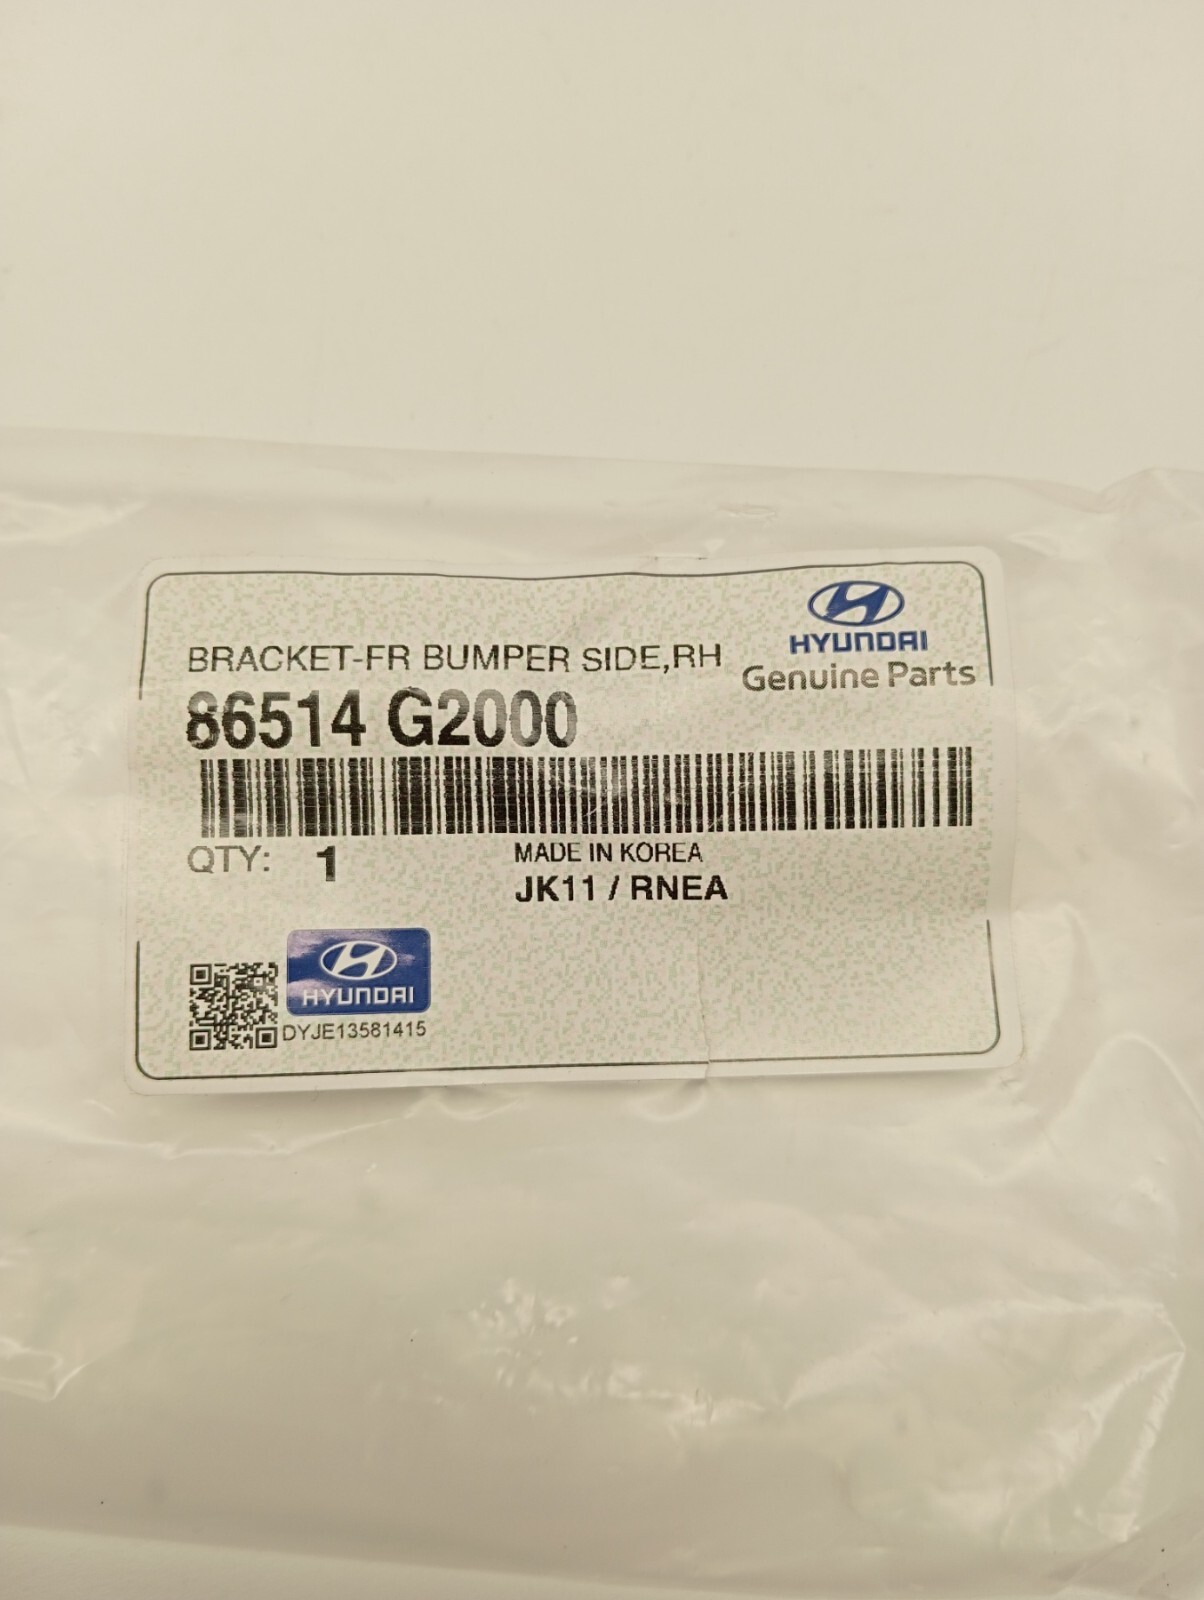 HYUNDAI
Genuine Parts
BRACKET-FR BUMPER SIDE,RH
86514 G2000
QTY: 1
MADE IN KOREA
JK11 / RNEA
HYUNDAI
DYJE13581415